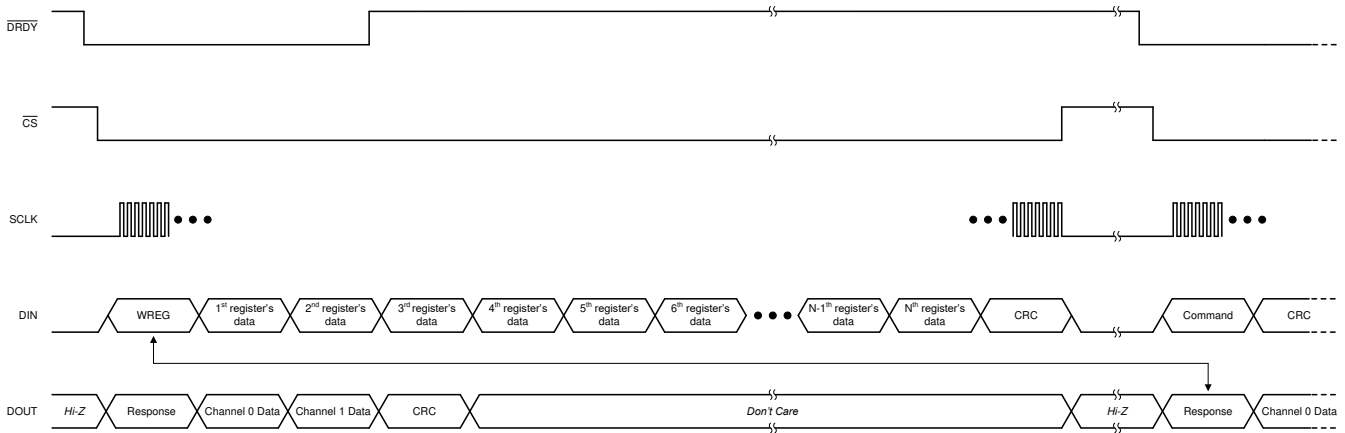 DRDY
CS
SCLK
DIN
WREG
1st register's
data
2nd register's
data
3rd register's
data
4th register's
data
5th register's
data
6th register's
data
N-1th register's
data
Nth register's
data
CRC
Command
CRC
DOUT
Hi-Z
Response
Channel 0 Data
Channel 1 Data
CRC
Don't Care
Hi-Z
Response
Channel 0 Data